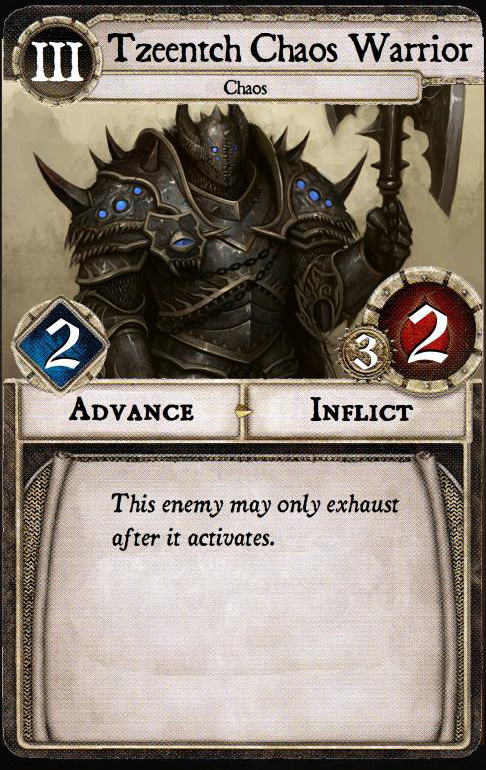 III
Tzeentch Chaos Warrior
Chaos
2
3
2
ADVANCE
INFLICT
This enemy may only exhaust
after it activates.